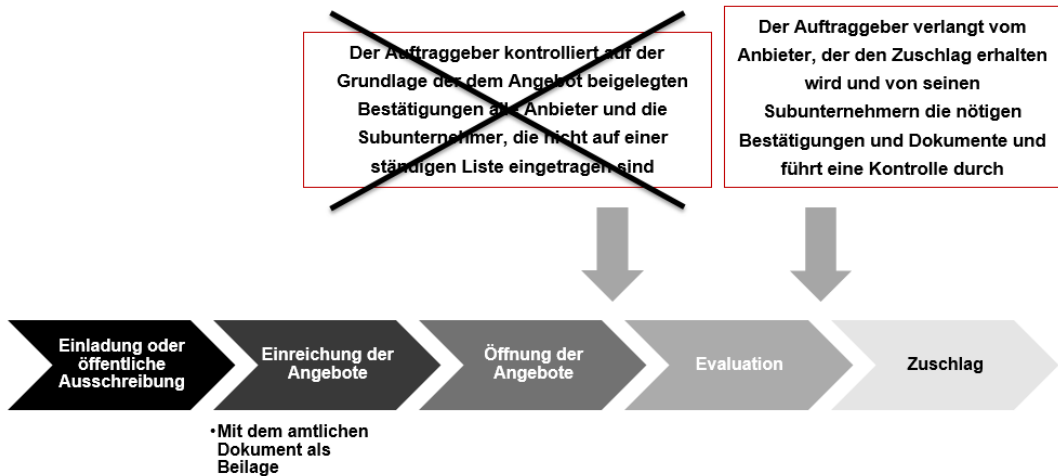 Der Auftraggeber kontrolliert auf der
Grundlage der dem Angebot beigelegten
Bestätigungen alle Anbieter und die
Subunternehmer, die nicht auf einer
ständigen Liste eingetragen sind
Der Auftraggeber verlangt vom
Anbieter, der den Zuschlag erhalten
wird und von seinen
Subunternehmern die nötigen
Bestätigungen und Dokumente und
führt eine Kontrolle durch
Einladung oder
öffentliche
Ausschreibung
Einreichung der
Angebote
Öffnung der
Angebote
Evaluation
Zuschlag
•Mit dem amtlichen
Dokument als
Beilage